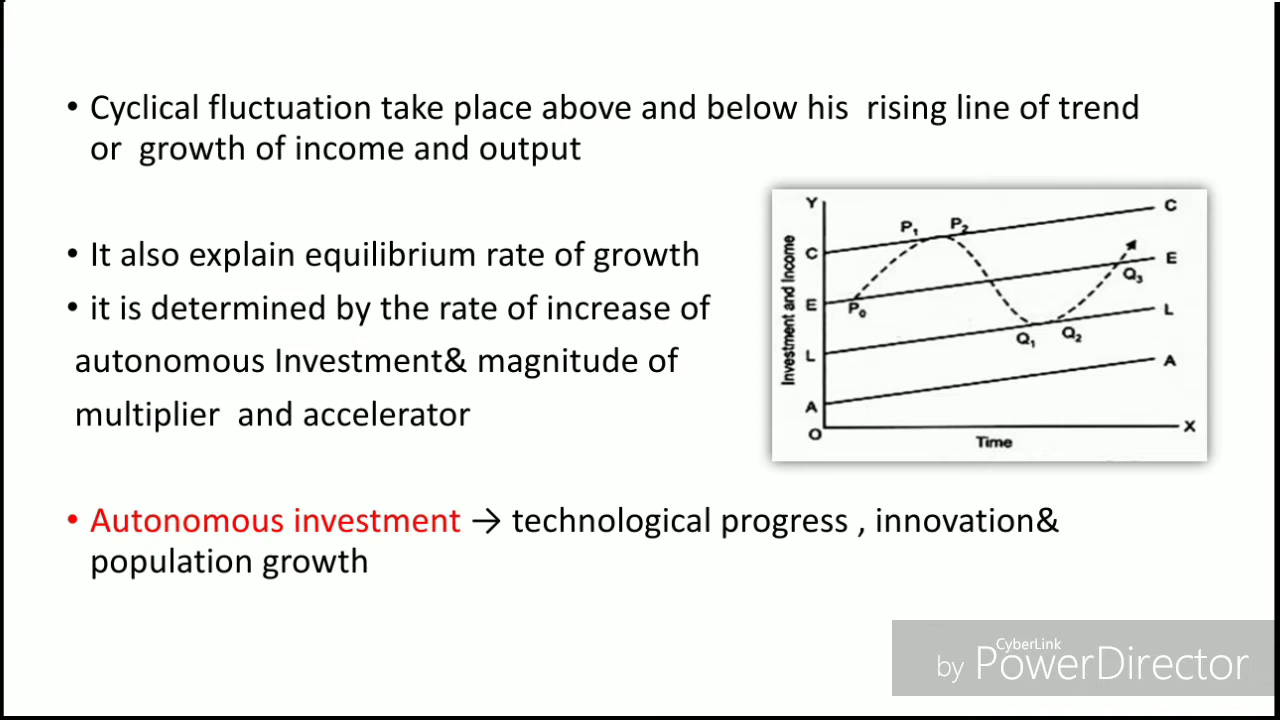 • Cyclical fluctuation take place above and below his rising line of trend
or growth of income and output
• It also explain equilibrium rate of growth
• it is determined by the rate of increase of
autonomous Investment& magnitude of
multiplier and accelerator
Y
C
P₁
P₂
C
E
P₀
E
Q₃
L
Q₁
Q₂
L
A
A
O
X
Investment and Income
Time
• Autonomous investment → technological progress , innovation&
population growth
CyberLink
by PowerDirector